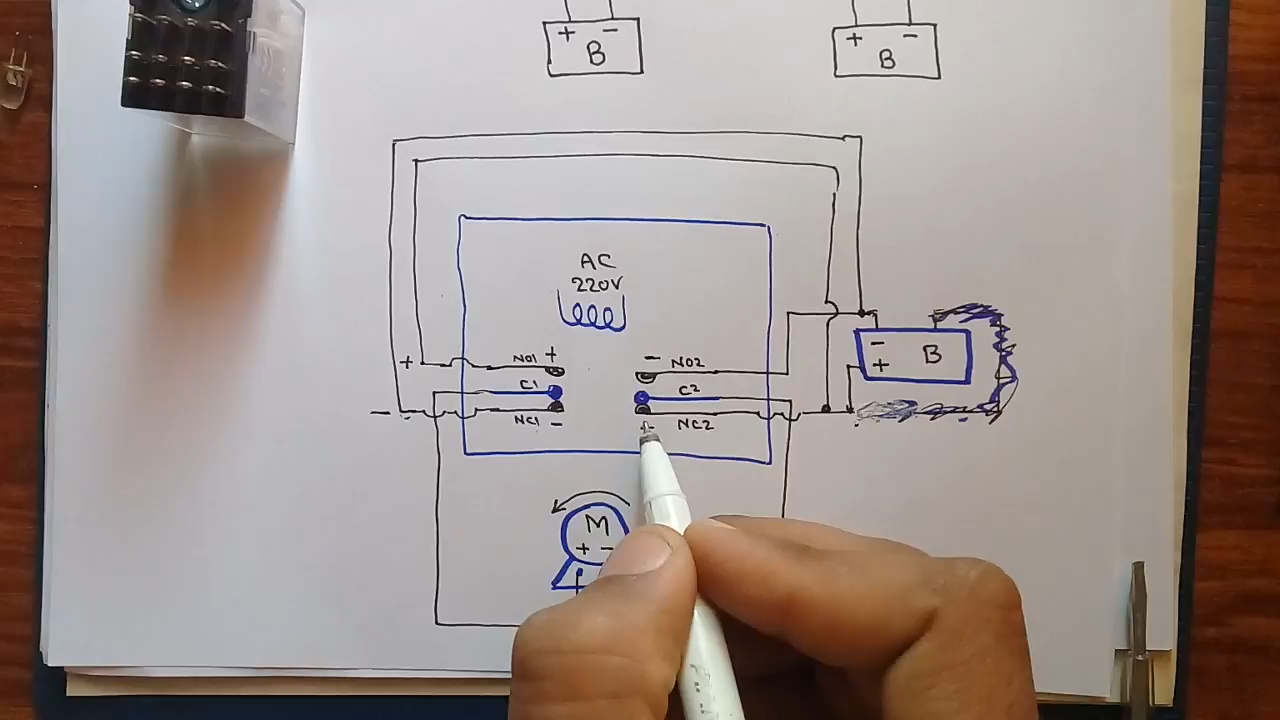 + - B
+ - B
AC
220V
NO1 +
- NO2
+
C1
C2
-
NC1 -
+ NC2
- B
+
M
+ -